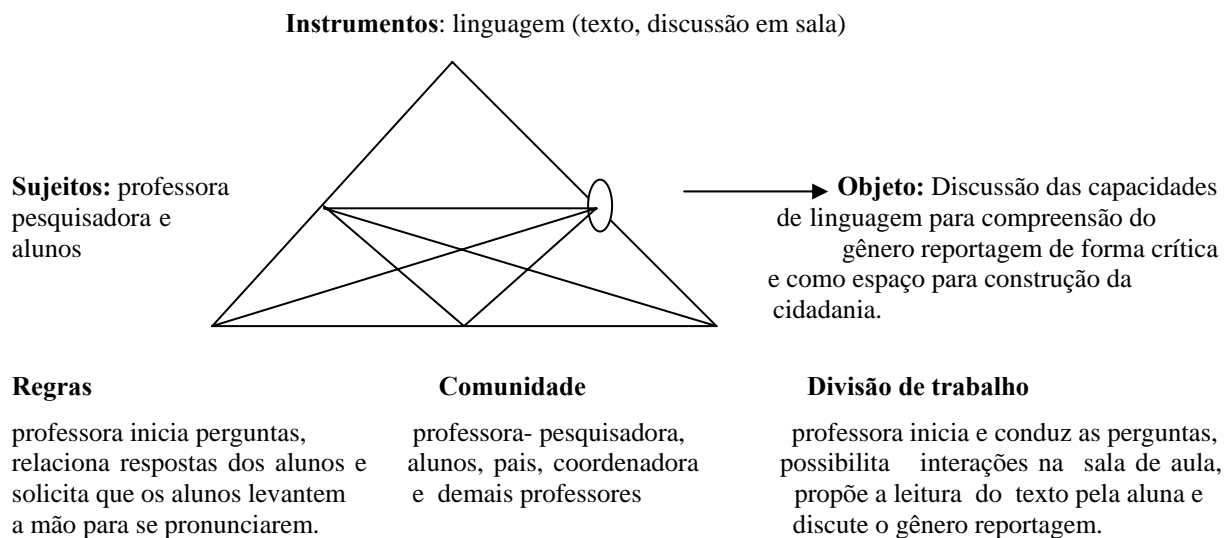 Instrumentos: linguagem (texto, discussão em sala)
Sujeitos: professora
pesquisadora e
alunos
Objeto: Discussão das capacidades
de linguagem para compreensão do
gênero reportagem de forma crítica
e como espaço para construção da
cidadania.
Regras
professora inicia perguntas,
relaciona respostas dos alunos e
solicita que os alunos levantem
a mão para se pronunciarem.
Comunidade
professora- pesquisadora,
alunos, pais, coordenadora
e demais professores
Divisão de trabalho
professora inicia e conduz as perguntas,
possibilita interações na sala de aula,
propõe a leitura do texto pela aluna e
discute o gênero reportagem.